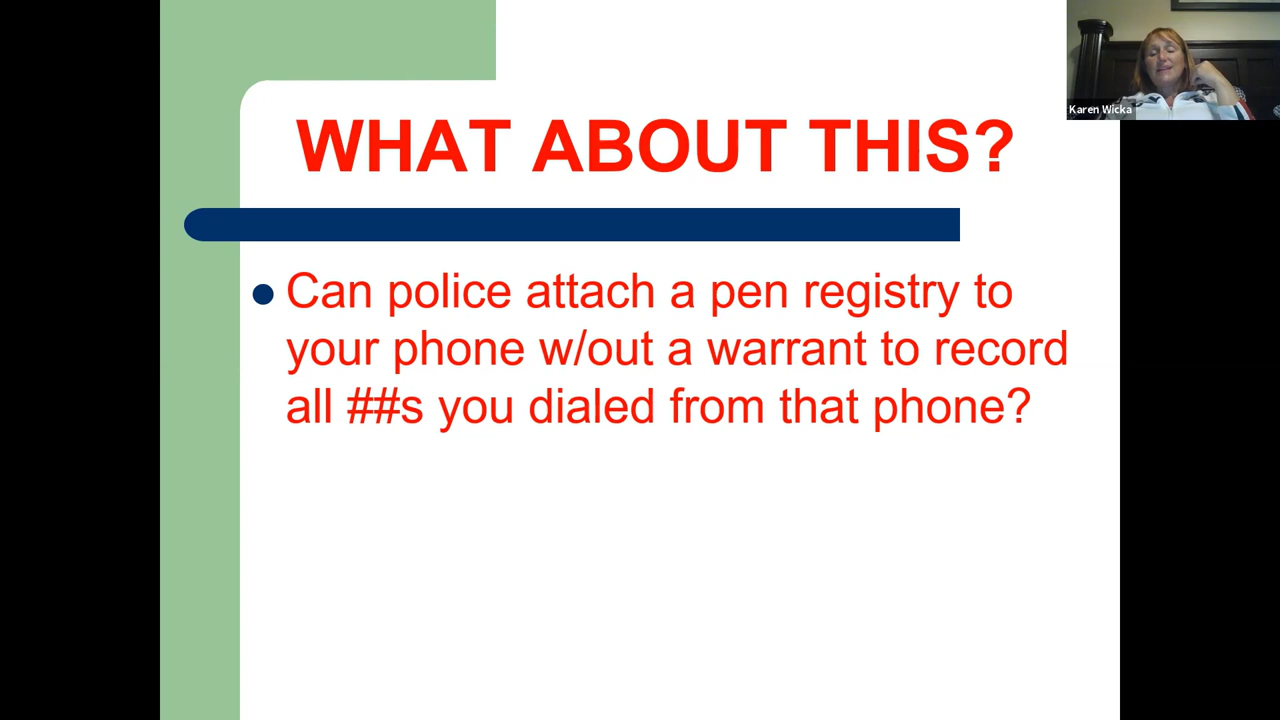 Karen Wicka
WHAT ABOUT THIS?
Can police attach a pen registry to
your phone w/out a warrant to record
all ##s you dialed from that phone?